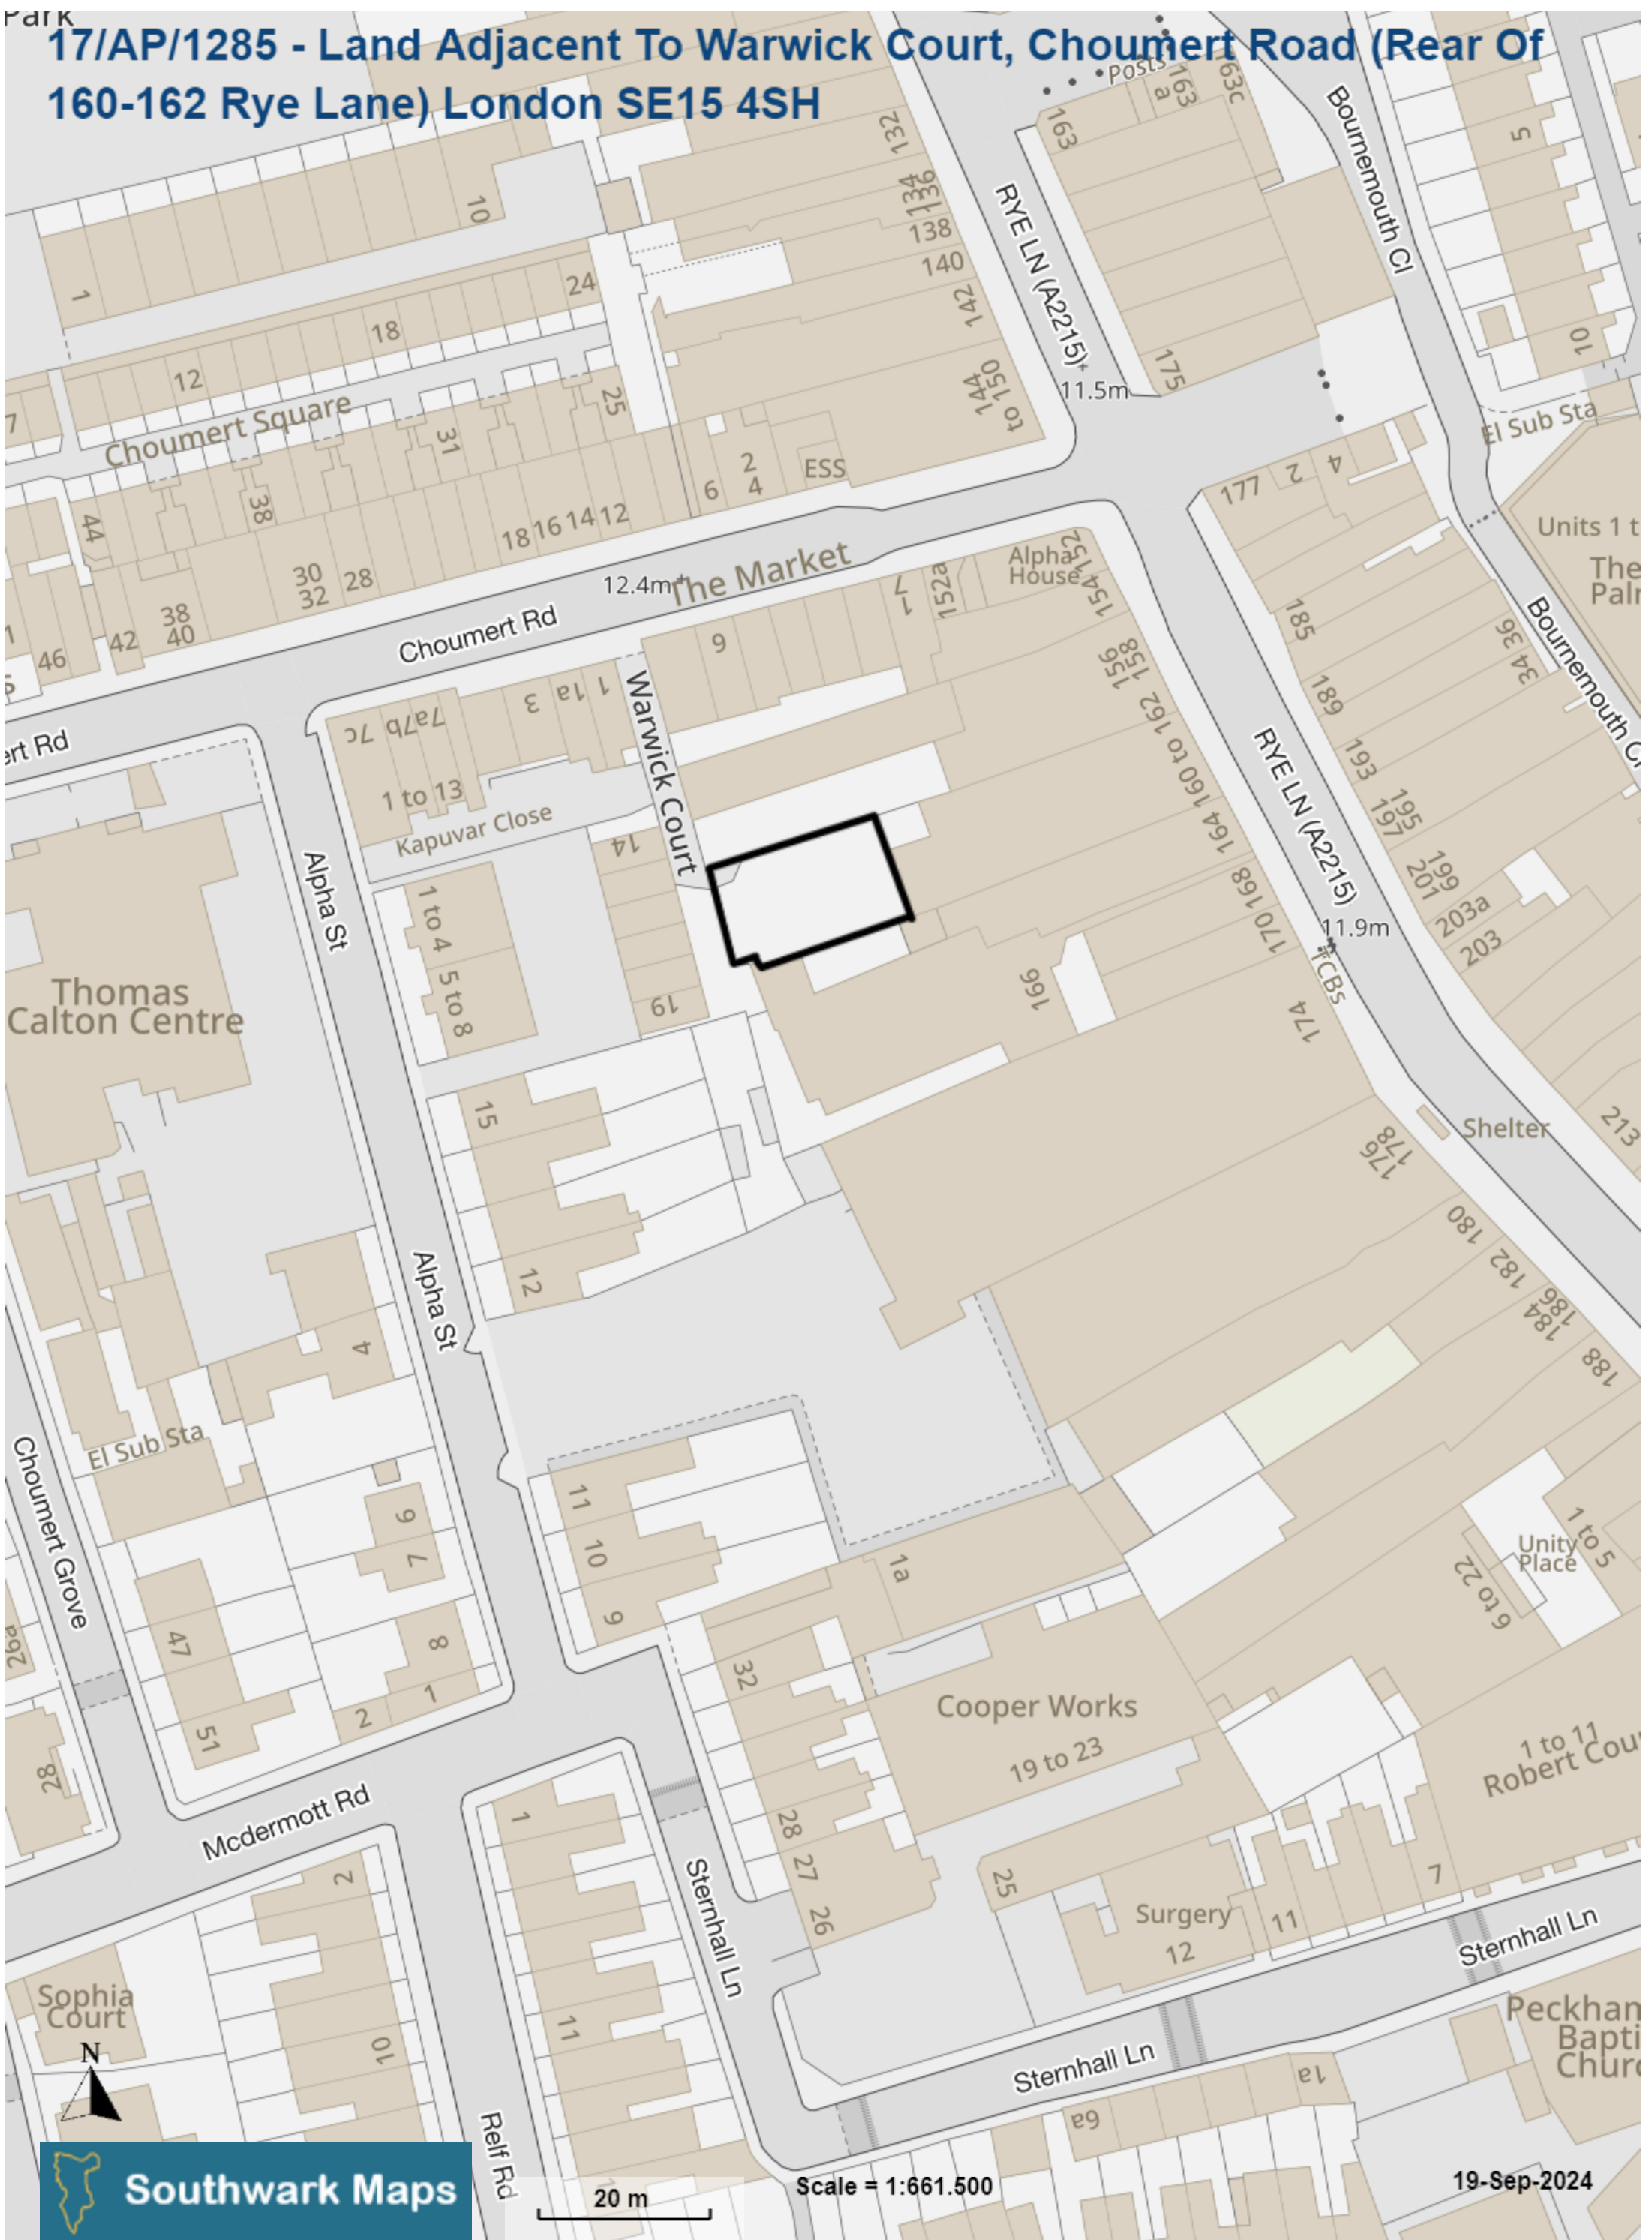 Park
17/AP/1285 - Land Adjacent To Warwick Court, Choumert Road (Rear Of
160-162 Rye Lane) London SE15 4SH
Posts
163
163
a
163c
Bournemouth Cl
5
10
132
134
136
138
140
142
144
to 150
RYE LN (A2215)
11.5m
175
10
1
24
18
12
7
Choumert Square
25
31
38
44
El Sub Sta
177
2
4
6
2
4
ESS
18
16
14
12
30
32
28
38
40
42
46
12.4m
The Market
Choumert Rd
Alpha
House
152
154
152a
7
1
9
156
158
160 to 162
164
168
170
166
174
185
189
193
195
197
199
201
203a
203
213
34
36
Units 1 t
The
Bournemouth
RYE LN (A2215)
11.9m
TCBs
Shelter
7c
7b
7a
3
1a
1
1 to 13
Kapuvar Close
Warwick Court
14
19
1 to 4
5 to 8
ert Rd
Alpha St
Thomas
Calton Centre
15
12
176
178
180
182
184
186
188
Alpha St
4
El Sub Sta
Choumert Grove
6
7
8
1
2
47
51
26a
28
11
10
9
1a
32
Unity
Place
1 to 5
6 to 22
Cooper Works
19 to 23
1 to 11
Robert Cou
Mcdermott Rd
1
2
28
27
26
25
Surgery
12
11
7
Sternhall Ln
Sternhall Ln
Sternhall Ln
Sophia
Court
10
11
Peckham
Bapti
Churc
1a
6a
Relf Rd
N
Southwark Maps
20 m
Scale = 1:661.500
19-Sep-2024